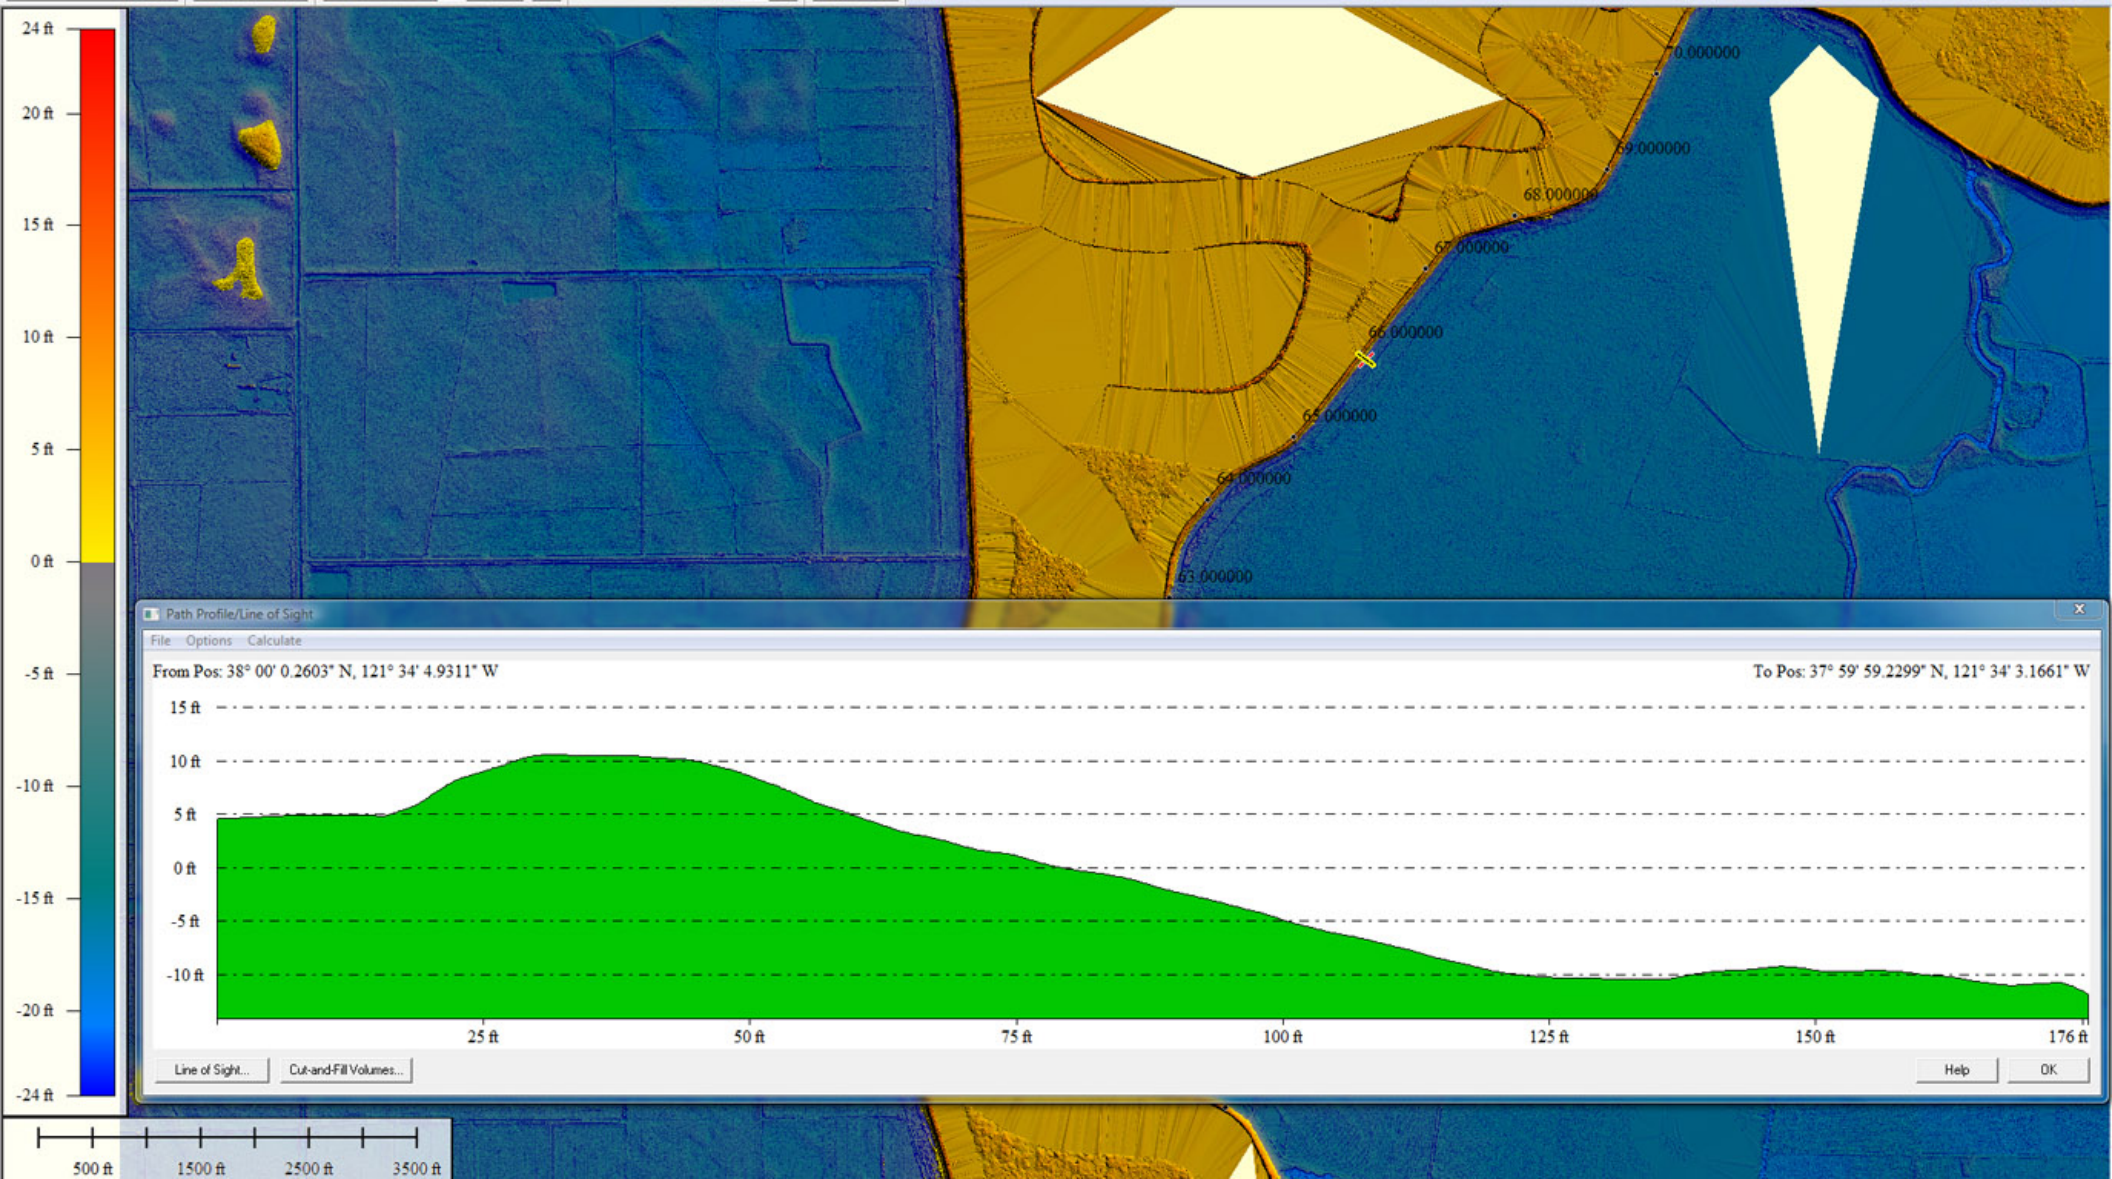 24 ft
20 ft
15 ft
10 ft
5 ft
0 ft
-5 ft
-10 ft
-15 ft
-20 ft
-24 ft
70.000000
69.000000
68.000000
67.000000
66.000000
65.000000
64.000000
63.000000
Path Profile/Line of Sight
X
File Options Calculate
From Pos: 38° 00' 0.2603" N, 121° 34' 4.9311" W
To Pos: 37° 59' 59.2299" N, 121° 34' 3.1661" W
15 ft
10 ft
5 ft
0 ft
-5 ft
-10 ft
25 ft 50 ft 75 ft 100 ft 125 ft 150 ft 176 ft
Line of Sight... Cut-and-Fill Volumes... Help OK
500 ft 1500 ft 2500 ft 3500 ft